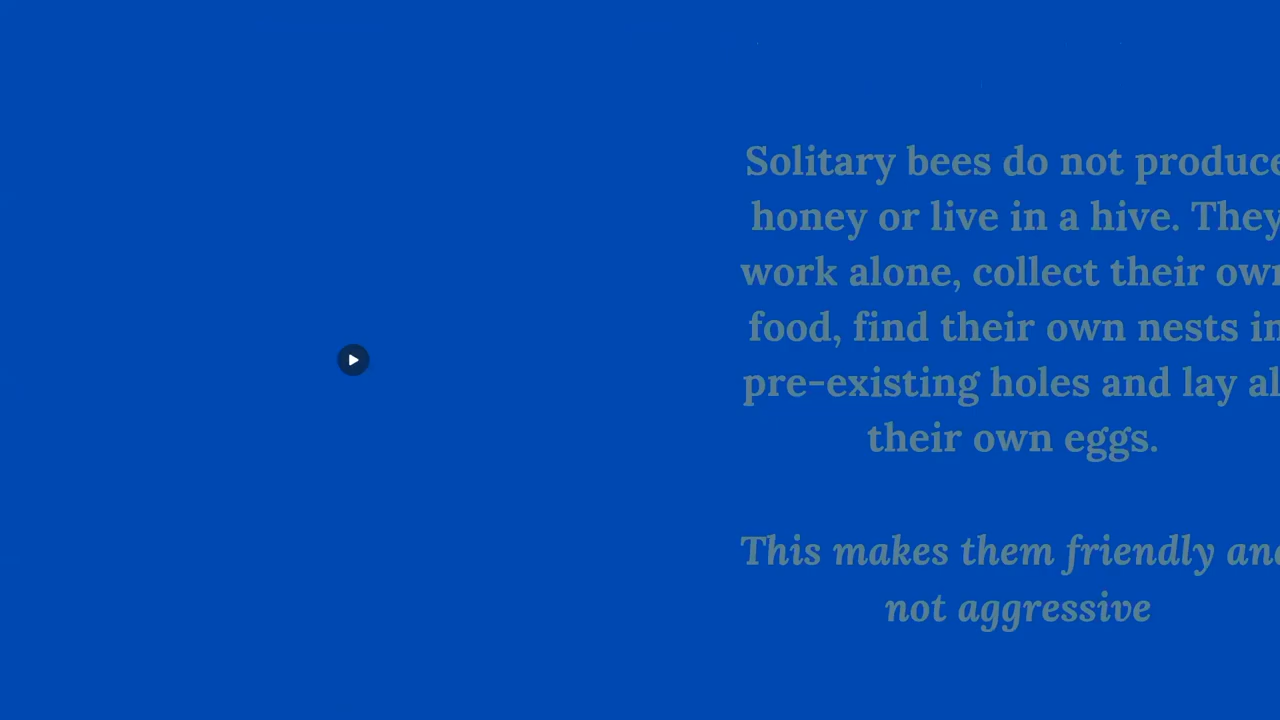 Solitary bees do not produce
honey or live in a hive. They
work alone, collect their own
food, find their own nests in
pre-existing holes and lay al
their own eggs.
This makes them friendly and
not aggressive